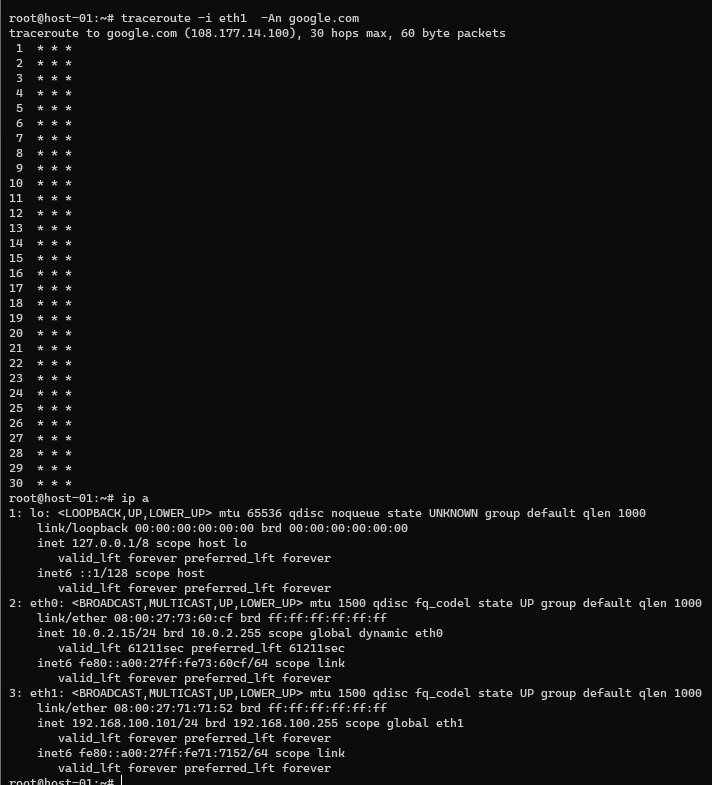 root@host-01:~# traceroute -i eth1  -An google.com
traceroute to google.com (108.177.14.100), 30 hops max, 60 byte packets
 1  * * *
 2  * * *
 3  * * *
 4  * * *
 5  * * *
 6  * * *
 7  * * *
 8  * * *
 9  * * *
10  * * *
11  * * *
12  * * *
13  * * *
14  * * *
15  * * *
16  * * *
17  * * *
18  * * *
19  * * *
20  * * *
21  * * *
22  * * *
23  * * *
24  * * *
25  * * *
26  * * *
27  * * *
28  * * *
29  * * *
30  * * *
root@host-01:~# ip a
1: lo: <LOOPBACK,UP,LOWER_UP> mtu 65536 qdisc noqueue state UNKNOWN group default qlen 1000
    link/loopback 00:00:00:00:00:00 brd 00:00:00:00:00:00
    inet 127.0.0.1/8 scope host lo
       valid_lft forever preferred_lft forever
    inet6 ::1/128 scope host
       valid_lft forever preferred_lft forever
2: eth0: <BROADCAST,MULTICAST,UP,LOWER_UP> mtu 1500 qdisc fq_codel state UP group default qlen 1000
    link/ether 08:00:27:73:60:cf brd ff:ff:ff:ff:ff:ff
    inet 10.0.2.15/24 brd 10.0.2.255 scope global dynamic eth0
       valid_lft 61211sec preferred_lft 61211sec
    inet6 fe80::a00:27ff:fe73:60cf/64 scope link
       valid_lft forever preferred_lft forever
3: eth1: <BROADCAST,MULTICAST,UP,LOWER_UP> mtu 1500 qdisc fq_codel state UP group default qlen 1000
    link/ether 08:00:27:71:71:52 brd ff:ff:ff:ff:ff:ff
    inet 192.168.100.101/24 brd 192.168.100.255 scope global eth1
       valid_lft forever preferred_lft forever
    inet6 fe80::a00:27ff:fe71:7152/64 scope link
       valid_lft forever preferred_lft forever
root@host-01:~#